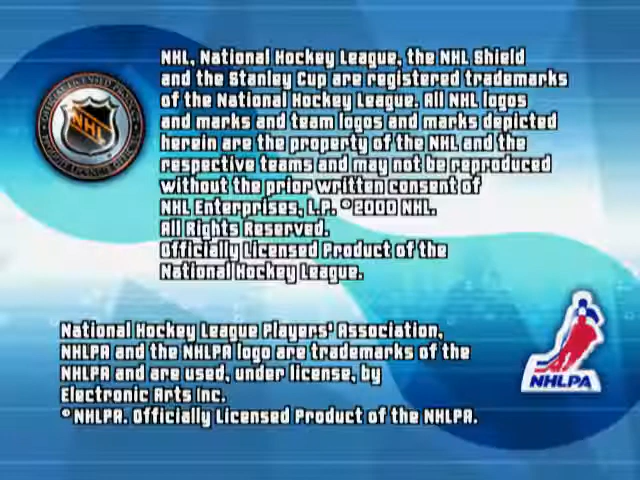 NHL, National Hockey League, the NHL Shield
and the Stanley Cup are registered trademarks
of the National Hockey League. All NHL logos
and marks and team logos and marks depicted
herein are the property of the NHL and the
respective teams and may not be reproduced
without the prior written consent of
NHL Enterprises, L.P. ©2000 NHL.
All Rights Reserved.
Officially Licensed Product of the
National Hockey League.
NHL
National Hockey League Players' Association,
NHLPA and the NHLPA logo are trademarks of the
NHLPA and are used, under license, by
Electronic Arts Inc.
©NHLPA. Officially Licensed Product of the NHLPA.
NHLPA